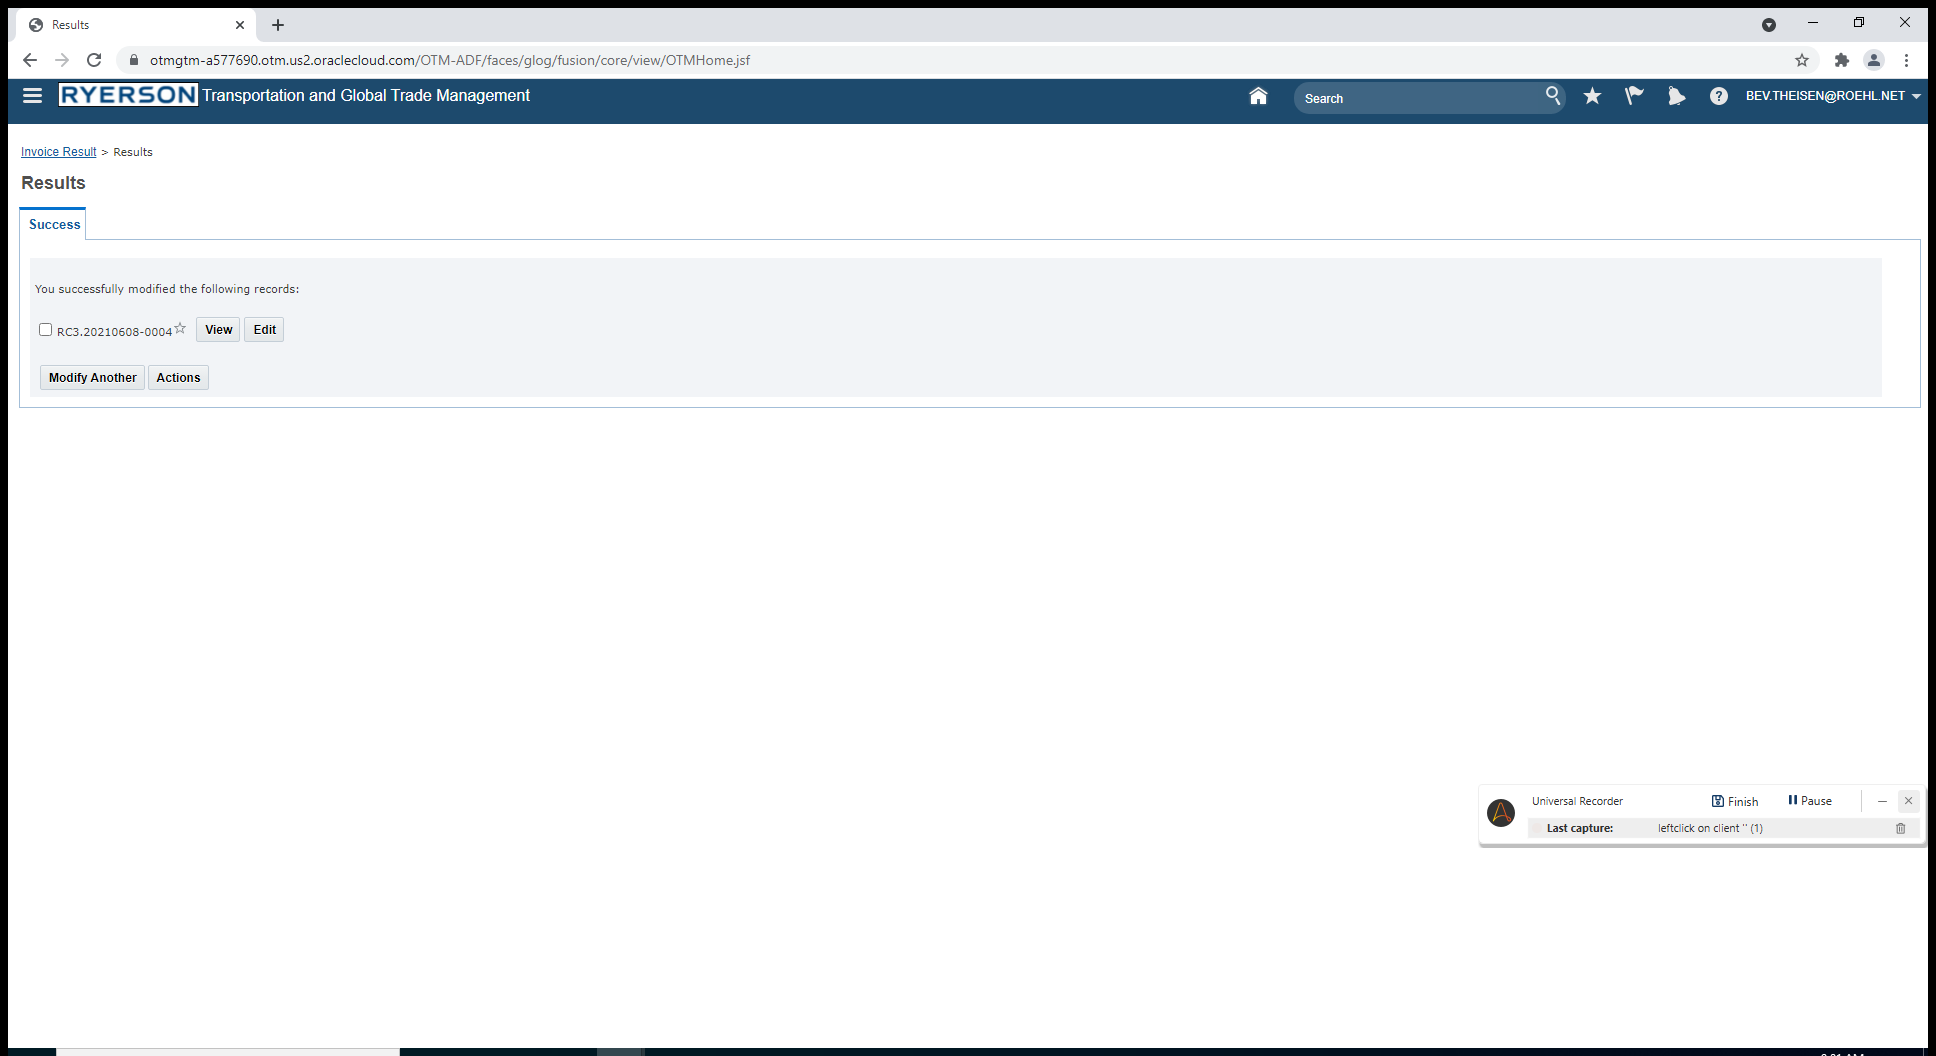 Results
otmgtm-a577690.otm.us2.oraclecloud.com/OTM-ADF/faces/glog/fusion/core/view/OTMHome.jsf
RYERSON Transportation and Global Trade Management
Search
BEV.THEISEN@ROEHL.NET
Invoice Result > Results
Results
Success
You successfully modified the following records:
RC3.20210608-0004 View Edit
Modify Another Actions
Universal Recorder Finish Pause
Last capture: leftclick on client '' (1)